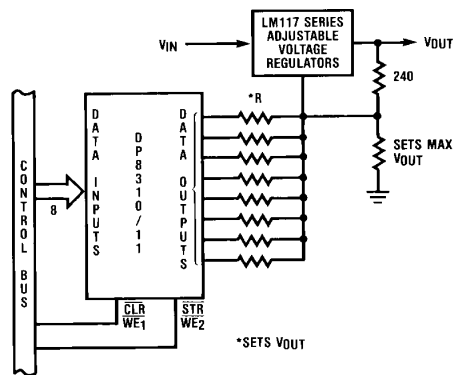 LM117 SERIES
ADJUSTABLE
VOLTAGE
REGULATORS
VIN
VOUT
240
*R
SETS MAX
VOUT
CONTROL BUS
8
DATA INPUTS
DP8310/11
DATA OUTPUTS
CLR
WE1
STR
WE2
*SETS VOUT